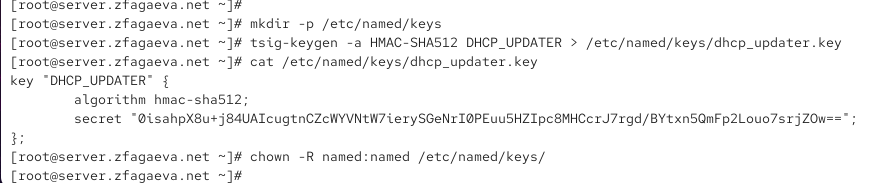 [root@server.zfagaeva.net ~]#
[root@server.zfagaeva.net ~]# mkdir -p /etc/named/keys
[root@server.zfagaeva.net ~]# tsig-keygen -a HMAC-SHA512 DHCP_UPDATER > /etc/named/keys/dhcp_updater.key
[root@server.zfagaeva.net ~]# cat /etc/named/keys/dhcp_updater.key
key "DHCP_UPDATER" {
        algorithm hmac-sha512;
        secret "0isahpX8u+j84UAIcugtnCZcWYVNtW7ierySGeNrI0PEuu5HZIpc8MHCcrJ7rgd/BYtxn5QmFp2Louo7srjZOw==";
};
[root@server.zfagaeva.net ~]# chown -R named:named /etc/named/keys/
[root@server.zfagaeva.net ~]#